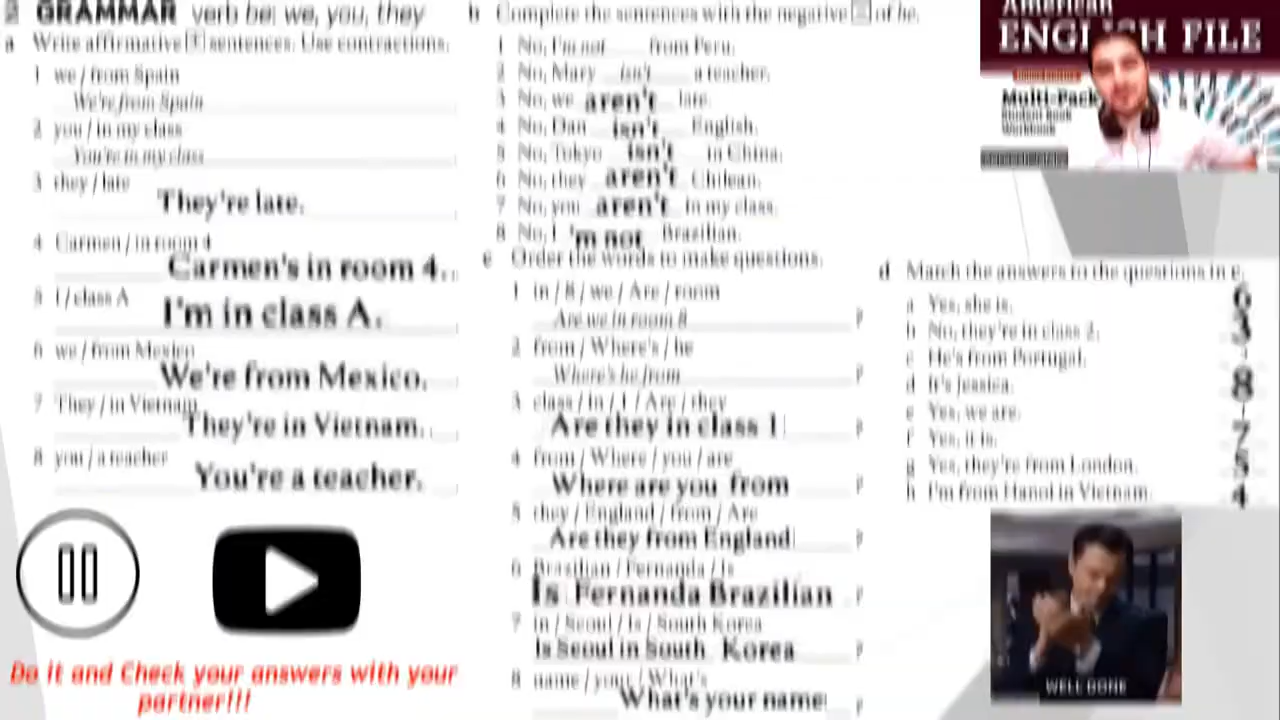 GRAMMAR verb be: we, you, they
a Write affirmative + sentences. Use contractions.
1 we / from Spain
We're from Spain
2 you / in my class
You're in my class
3 they / late
They're late.
4 Carmen / in room 4
Carmen's in room 4.
5 I / class A
I'm in class A.
6 we / from Mexico
We're from Mexico.
7 They / in Vietnam
They're in Vietnam.
8 you / a teacher
You're a teacher.
Do it and Check your answers with your
partner!!!
b Complete the sentences with the negative - of be.
1 No, I'm not from Peru.
2 No, Mary isn't a teacher.
3 No, we aren't late.
4 No, Dan isn't English.
5 No, Tokyo isn't in China.
6 No, they aren't Chilean.
7 No, you aren't in my class.
8 No, I 'm not Brazilian.
c Order the words to make questions.
1 in / 8 / we / Are / room
Are we in room 8 ?
2 from / Where's / he
Where's he from ?
3 class / in / 1 / Are / they
Are they in class 1 ?
4 from / Where / you / are
Where are you from ?
5 they / England / from / Are
Are they from England ?
6 Brazilian / Fernanda / Is
Is Fernanda Brazilian ?
7 in / Seoul / Is / South Korea
Is Seoul in South Korea ?
8 name / your / What's
What's your name ?
American
ENGLISH FILE
Multi-Pack
Student Book
Workbook
d Match the answers to the questions in c.
a Yes, she is. 6
b No, they're in class 2. 3
c He's from Portugal.
d It's Jessica. 8
e Yes, we are.
f Yes, it is. 7
g Yes, they're from London. 5
h I'm from Hanoi in Vietnam. 4
WELL DONE